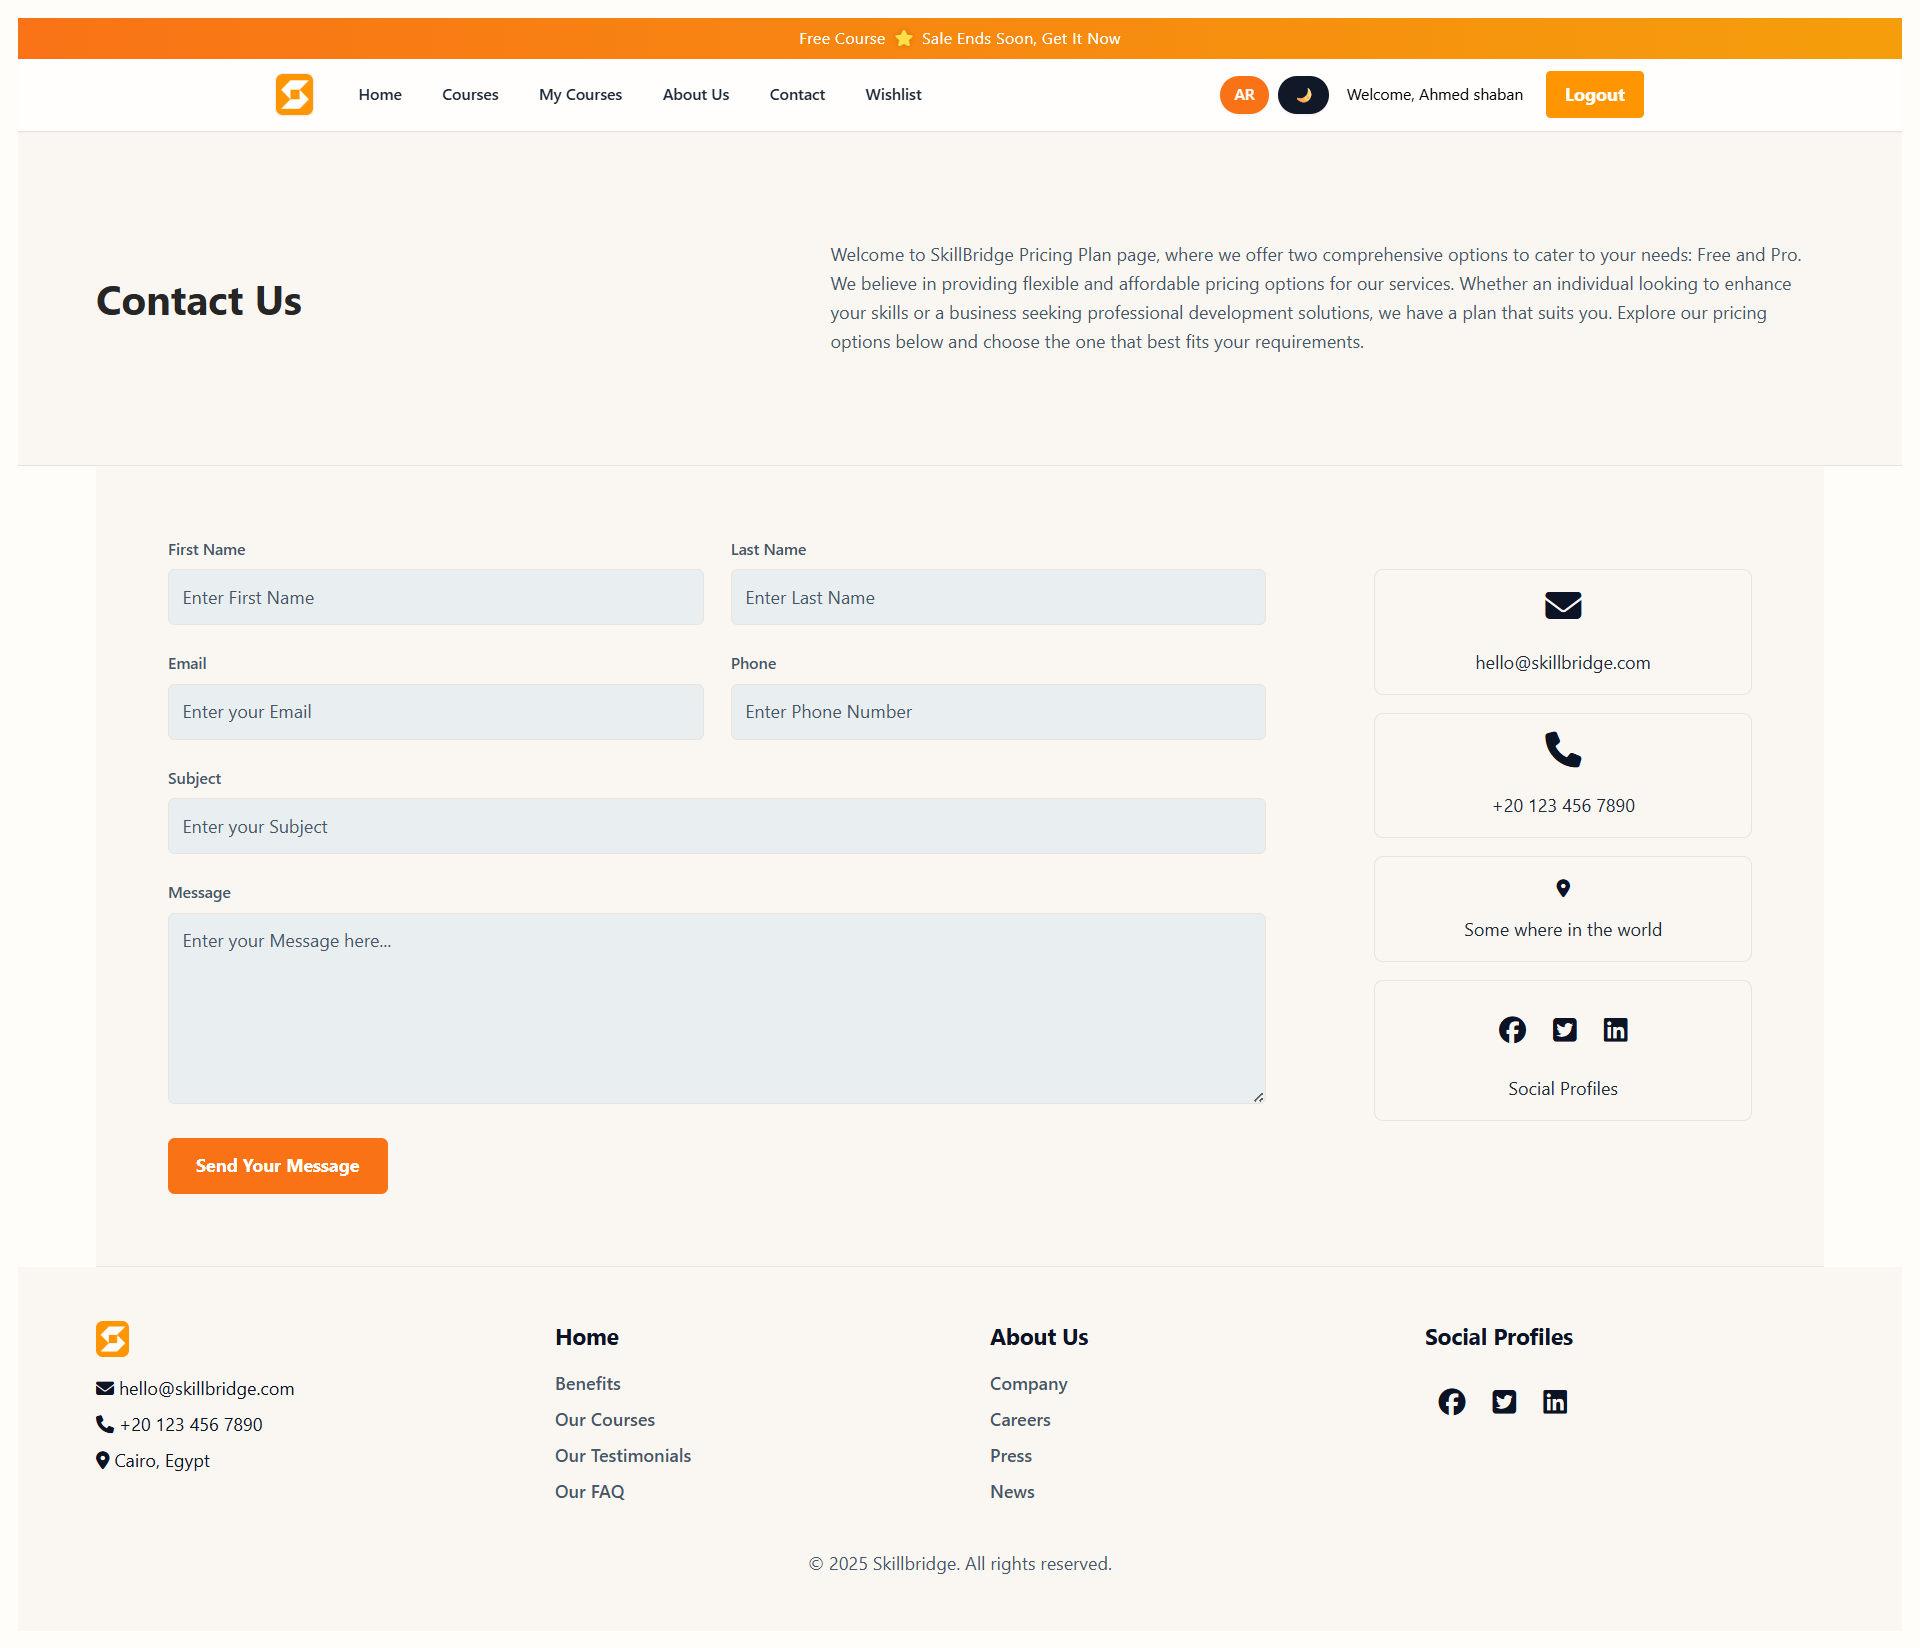 Free Course ⭐ Sale Ends Soon, Get It Now
Home
Courses
My Courses
About Us
Contact
Wishlist
AR
Welcome, Ahmed shaban
Logout
Contact Us
Welcome to SkillBridge Pricing Plan page, where we offer two comprehensive options to cater to your needs: Free and Pro.
We believe in providing flexible and affordable pricing options for our services. Whether an individual looking to enhance
your skills or a business seeking professional development solutions, we have a plan that suits you. Explore our pricing
options below and choose the one that best fits your requirements.
First Name
Enter First Name
Last Name
Enter Last Name
Email
Enter your Email
Phone
Enter Phone Number
Subject
Enter your Subject
Message
Enter your Message here...
Send Your Message
hello@skillbridge.com
+20 123 456 7890
Some where in the world
Social Profiles
hello@skillbridge.com
+20 123 456 7890
Cairo, Egypt
Home
Benefits
Our Courses
Our Testimonials
Our FAQ
About Us
Company
Careers
Press
News
Social Profiles
© 2025 Skillbridge. All rights reserved.